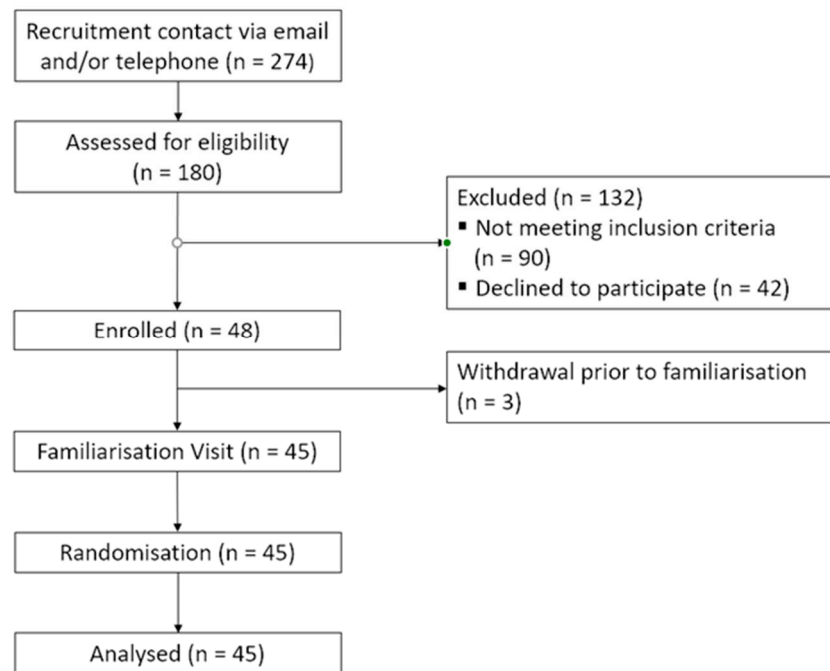 Recruitment contact via email
and/or telephone (n = 274)
Assessed for eligibility
(n = 180)
Excluded (n = 132)
▪ Not meeting inclusion criteria
(n = 90)
▪ Declined to participate (n = 42)
Enrolled (n = 48)
Withdrawal prior to familiarisation
(n = 3)
Familiarisation Visit (n = 45)
Randomisation (n = 45)
Analysed (n = 45)